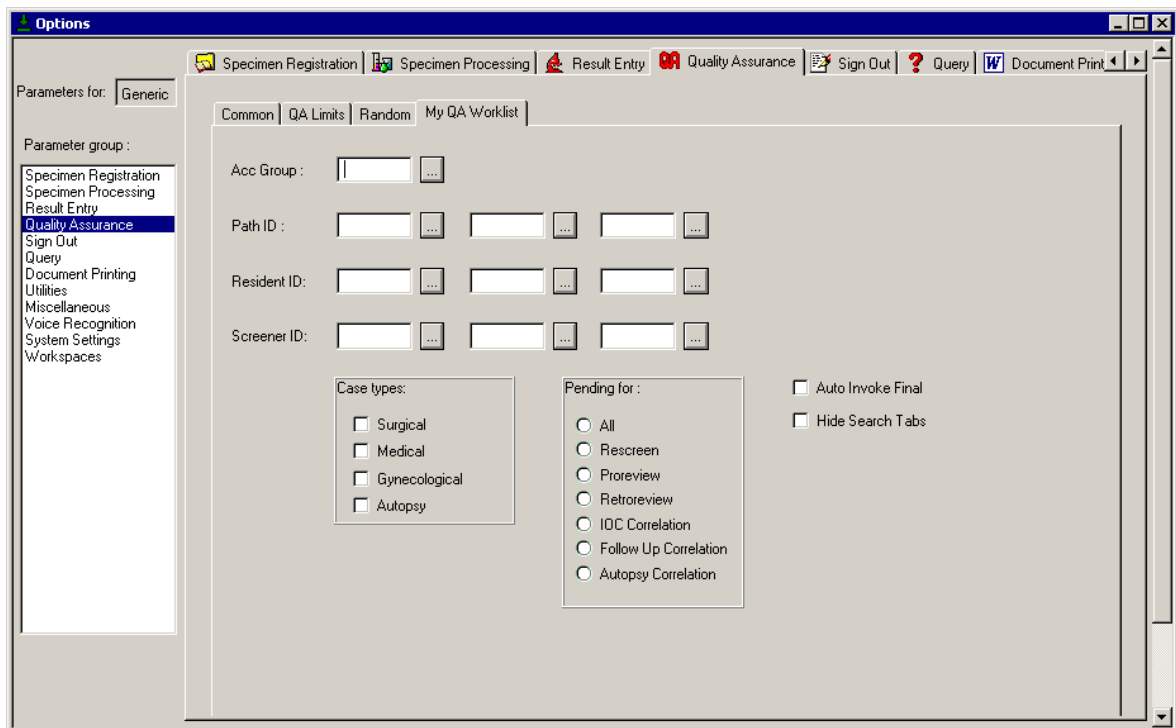 Options
Specimen Registration Specimen Processing Result Entry QA Quality Assurance Sign Out ? Query W Document Print
Parameters for: Generic
Common QA Limits Random My QA Worklist
Parameter group :
Specimen Registration
Specimen Processing
Result Entry
Quality Assurance
Sign Out
Query
Document Printing
Utilities
Miscellaneous
Voice Recognition
System Settings
Workspaces
Acc Group : ...
Path ID : ... ... ...
Resident ID: ... ... ...
Screener ID: ... ... ...
Case types:
Surgical
Medical
Gynecological
Autopsy
Pending for :
All
Rescreen
Proreview
Retroreview
IOC Correlation
Follow Up Correlation
Autopsy Correlation
Auto Invoke Final
Hide Search Tabs